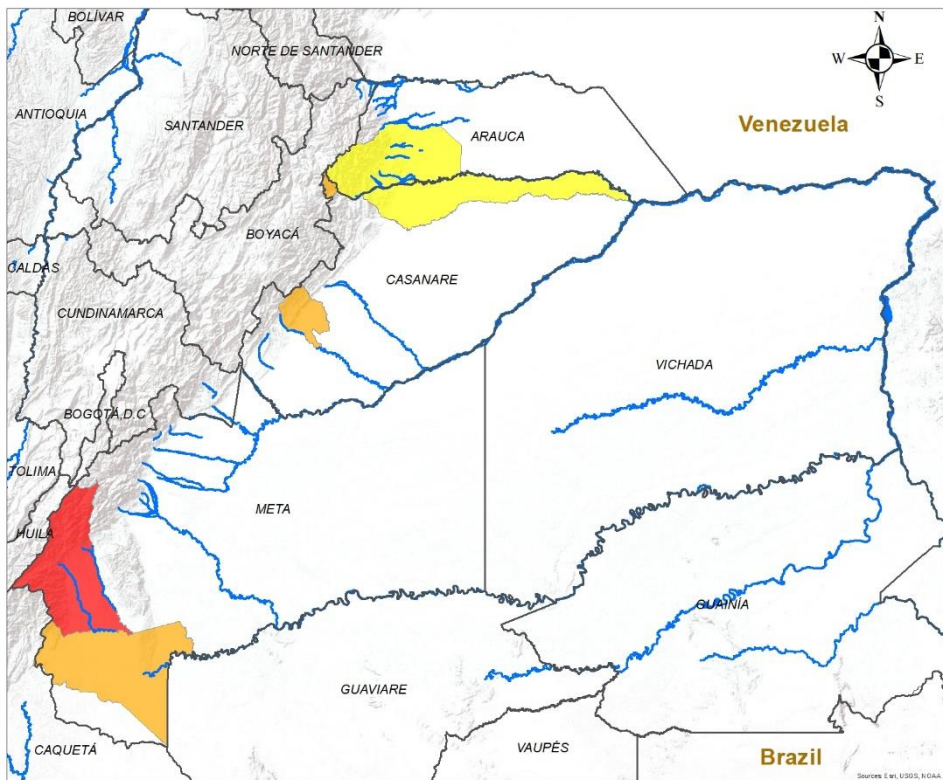 BOLÍVAR
N
NORTE DE SANTANDER
W E
S
ANTIOQUIA
SANTANDER
Venezuela
ARAUCA
BOYACÁ
CALDAS
CASANARE
CUNDINAMARCA
VICHADA
BOGOTÁ,D.C
TOLIMA
META
HUILA
GUAINÍA
GUAVIARE
CAQUETÁ
VAUPÉS
Brazil
Sources: Esri, USGS, NOAA